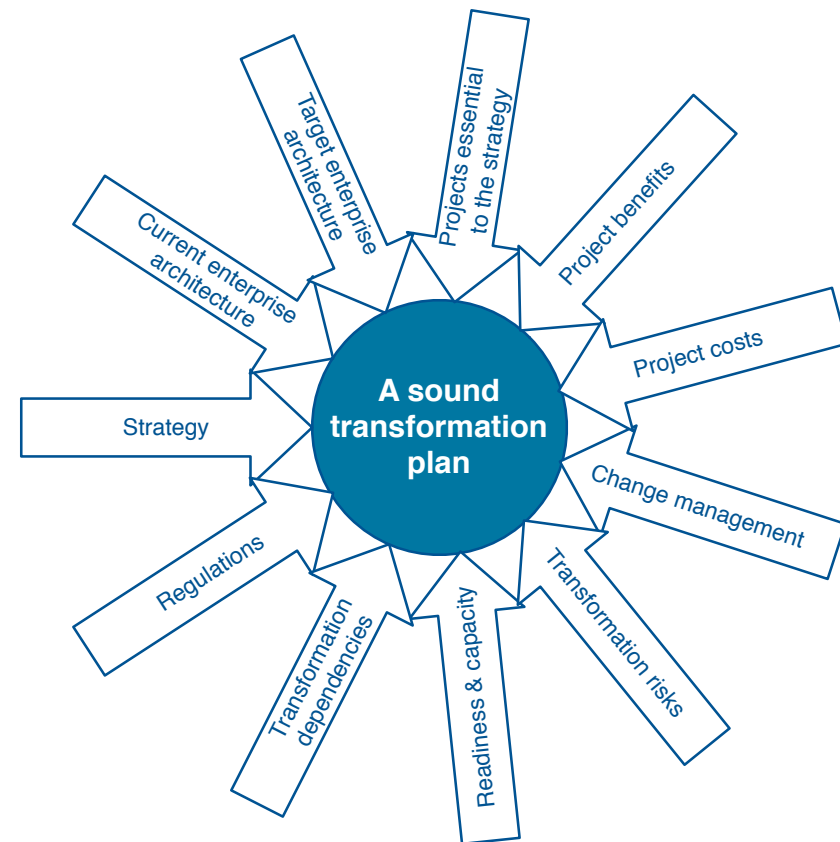 A sound
transformation
plan
Strategy
Current enterprise
architecture
Target enterprise
architecture
Projects essential
to the strategy
Project benefits
Project costs
Change management
Transformation risks
Readiness & capacity
Transformation
dependencies
Regulations